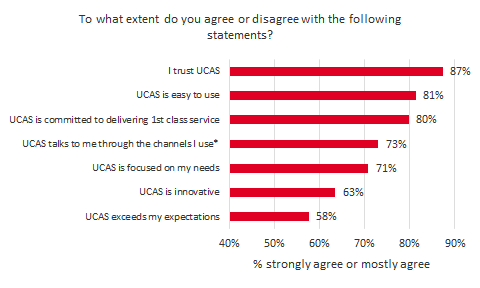 To what extent do you agree or disagree with the following
statements?
I trust UCAS 87%
UCAS is easy to use 81%
UCAS is committed to delivering 1st class service 80%
UCAS talks to me through the channels I use* 73%
UCAS is focused on my needs 71%
UCAS is innovative 63%
UCAS exceeds my expectations 58%
40% 50% 60% 70% 80% 90%
% strongly agree or mostly agree